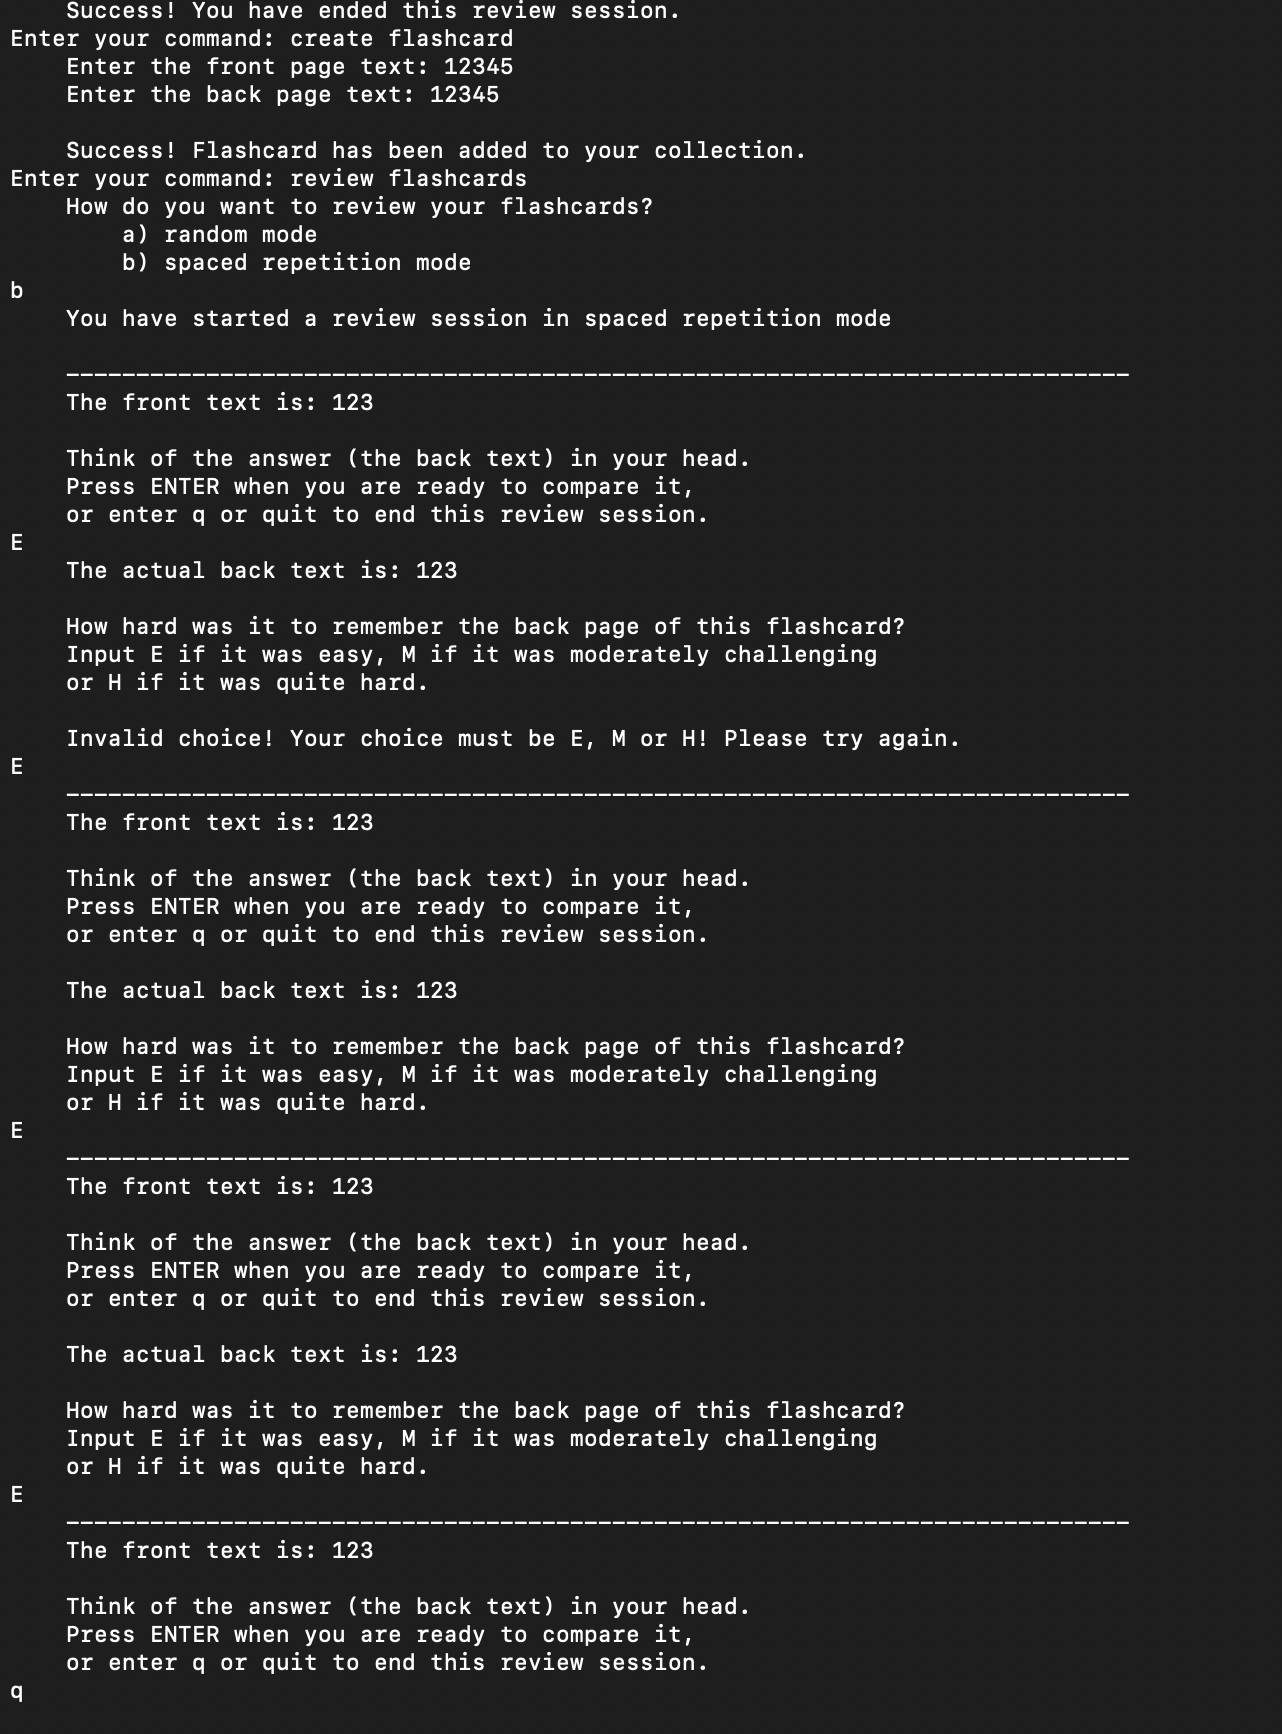 Success! You have ended this review session.
Enter your command: create flashcard
Enter the front page text: 12345
Enter the back page text: 12345
Success! Flashcard has been added to your collection.
Enter your command: review flashcards
How do you want to review your flashcards?
a) random mode
b) spaced repetition mode
b
You have started a review session in spaced repetition mode
____________________________________________________________________________
The front text is: 123
Think of the answer (the back text) in your head.
Press ENTER when you are ready to compare it,
or enter q or quit to end this review session.
E
The actual back text is: 123
How hard was it to remember the back page of this flashcard?
Input E if it was easy, M if it was moderately challenging
or H if it was quite hard.
Invalid choice! Your choice must be E, M or H! Please try again.
E
____________________________________________________________________________
The front text is: 123
Think of the answer (the back text) in your head.
Press ENTER when you are ready to compare it,
or enter q or quit to end this review session.
The actual back text is: 123
How hard was it to remember the back page of this flashcard?
Input E if it was easy, M if it was moderately challenging
or H if it was quite hard.
E
____________________________________________________________________________
The front text is: 123
Think of the answer (the back text) in your head.
Press ENTER when you are ready to compare it,
or enter q or quit to end this review session.
The actual back text is: 123
How hard was it to remember the back page of this flashcard?
Input E if it was easy, M if it was moderately challenging
or H if it was quite hard.
E
____________________________________________________________________________
The front text is: 123
Think of the answer (the back text) in your head.
Press ENTER when you are ready to compare it,
or enter q or quit to end this review session.
q